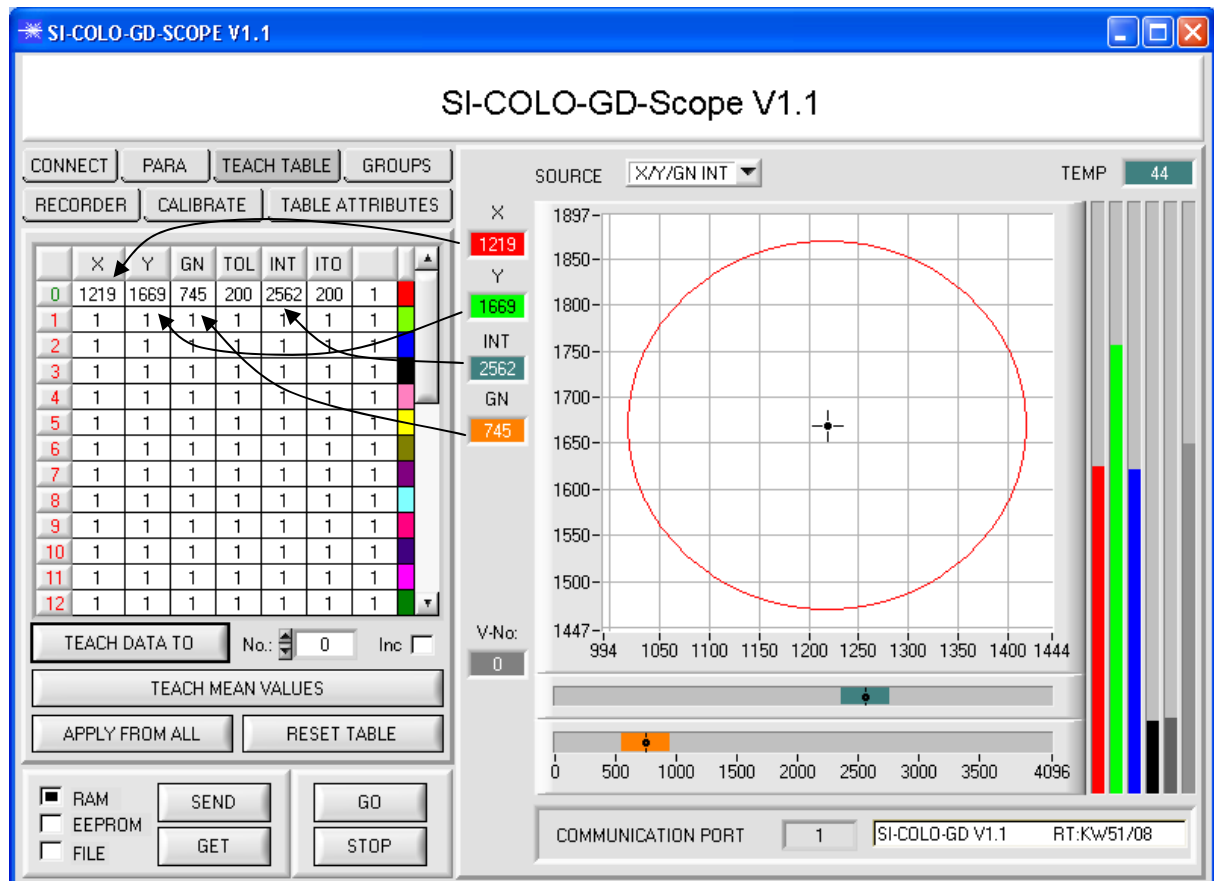 SI-COLO-GD-SCOPE V1.1
SI-COLO-GD-Scope V1.1
CONNECT PARA TEACH TABLE GROUPS
RECORDER CALIBRATE TABLE ATTRIBUTES
X Y GN TOL INT ITO
0 1219 1669 745 200 2562 200 1
1 1 1 1 1 1 1 1
2 1 1 1 1 1 1 1
3 1 1 1 1 1 1 1
4 1 1 1 1 1 1 1
5 1 1 1 1 1 1 1
6 1 1 1 1 1 1 1
7 1 1 1 1 1 1 1
8 1 1 1 1 1 1 1
9 1 1 1 1 1 1 1
10 1 1 1 1 1 1 1
11 1 1 1 1 1 1 1
12 1 1 1 1 1 1 1
TEACH DATA TO No.: 0 Inc
TEACH MEAN VALUES
APPLY FROM ALL RESET TABLE
RAM
EEPROM
FILE
SEND
GET
GO
STOP
X
1219
Y
1669
INT
2562
GN
745
V-No:
0
SOURCE X/Y/GN INT
TEMP 44
1897
1850
1800
1750
1700
1650
1600
1550
1500
1447
994 1050 1100 1150 1200 1250 1300 1350 1400 1444
0 500 1000 1500 2000 2500 3000 3500 4096
COMMUNICATION PORT 1 SI-COLO-GD V1.1 RT:KW51/08